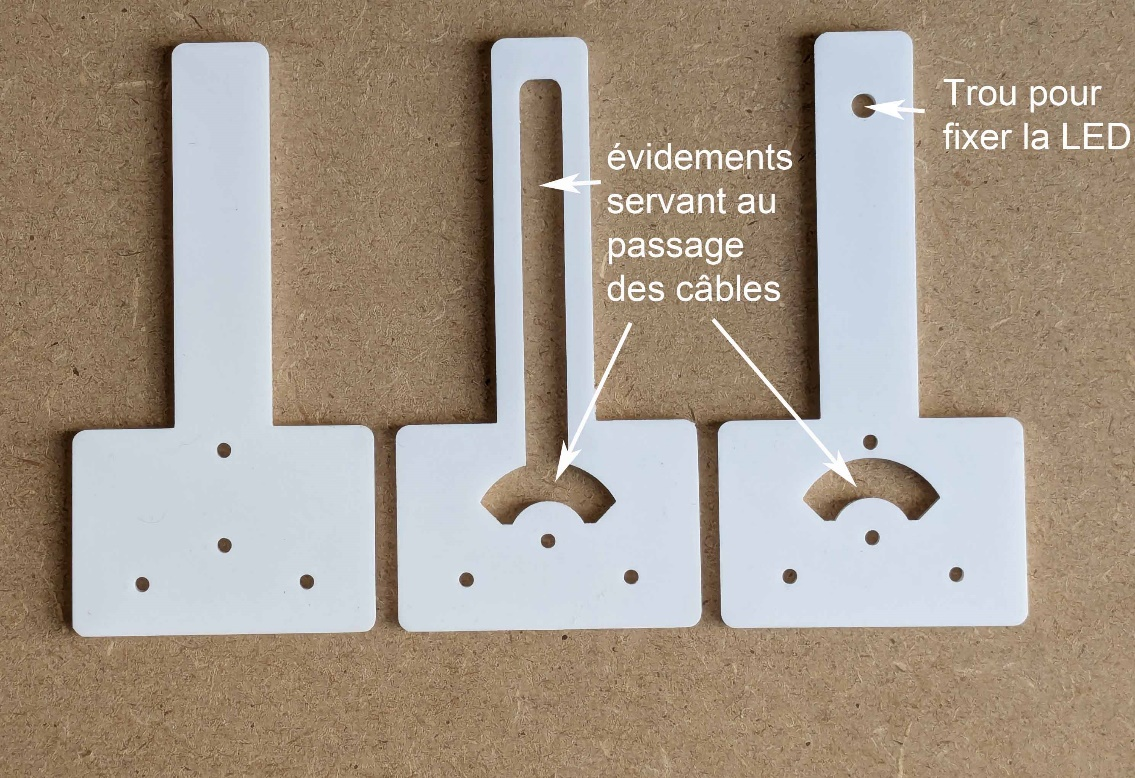 Trou pour
fixer la LED
évidements
servant au
passage
des câbles